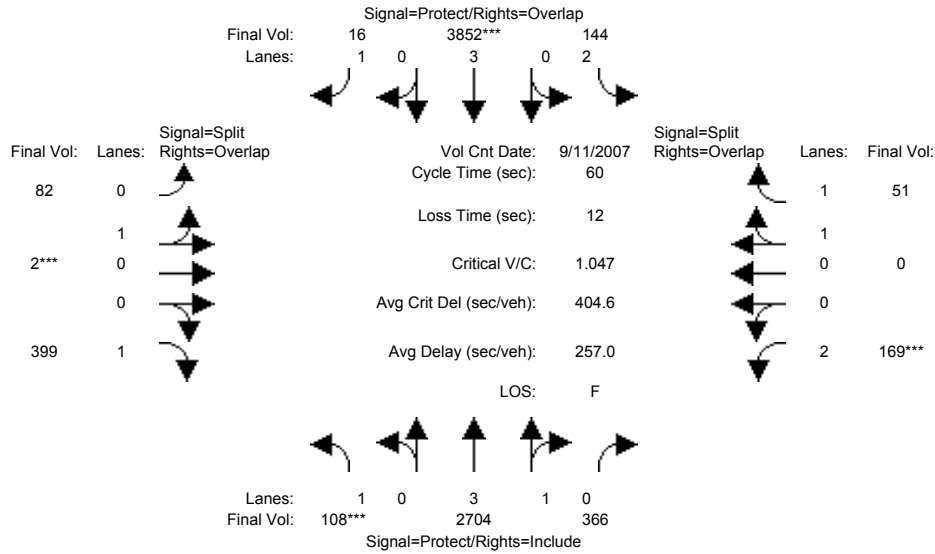 Signal=Protect/Rights=Overlap
Final Vol: 16 3852*** 144
Lanes: 1 0 3 0 2
Signal=Split Signal=Split
Final Vol: Lanes: Rights=Overlap Vol Cnt Date: 9/11/2007 Rights=Overlap Lanes: Final Vol:
Cycle Time (sec): 60
82 0 1 51
Loss Time (sec): 12
1 1
2*** 0 Critical V/C: 1.047 0 0
0 Avg Crit Del (sec/veh): 404.6 0
399 1 Avg Delay (sec/veh): 257.0 2 169***
LOS: F
Lanes: 1 0 3 1 0
Final Vol: 108*** 2704 366
Signal=Protect/Rights=Include